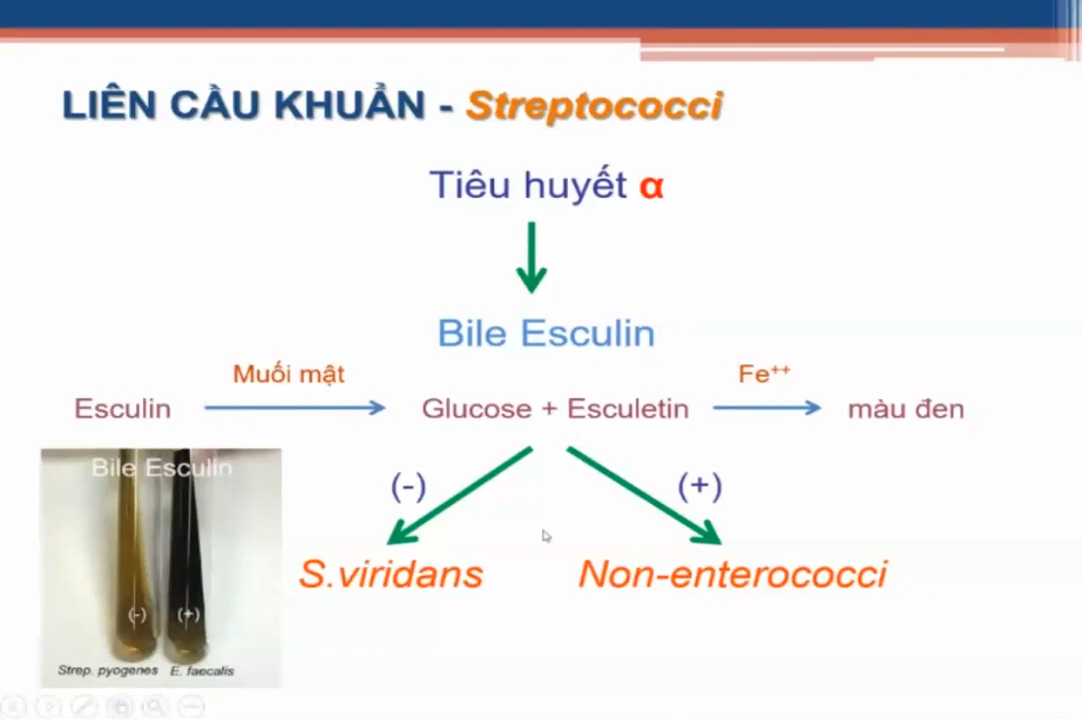 LIÊN CẦU KHUẨN - Streptococci
Tiêu huyết α
Bile Esculin
Muối mật
Fe⁺⁺
Esculin
Glucose + Esculetin
màu đen
Bile Esculin
(-)
(+)
S.viridans
Non-enterococci
(-)
(+)
Strep. pyogenes
E. faecalis